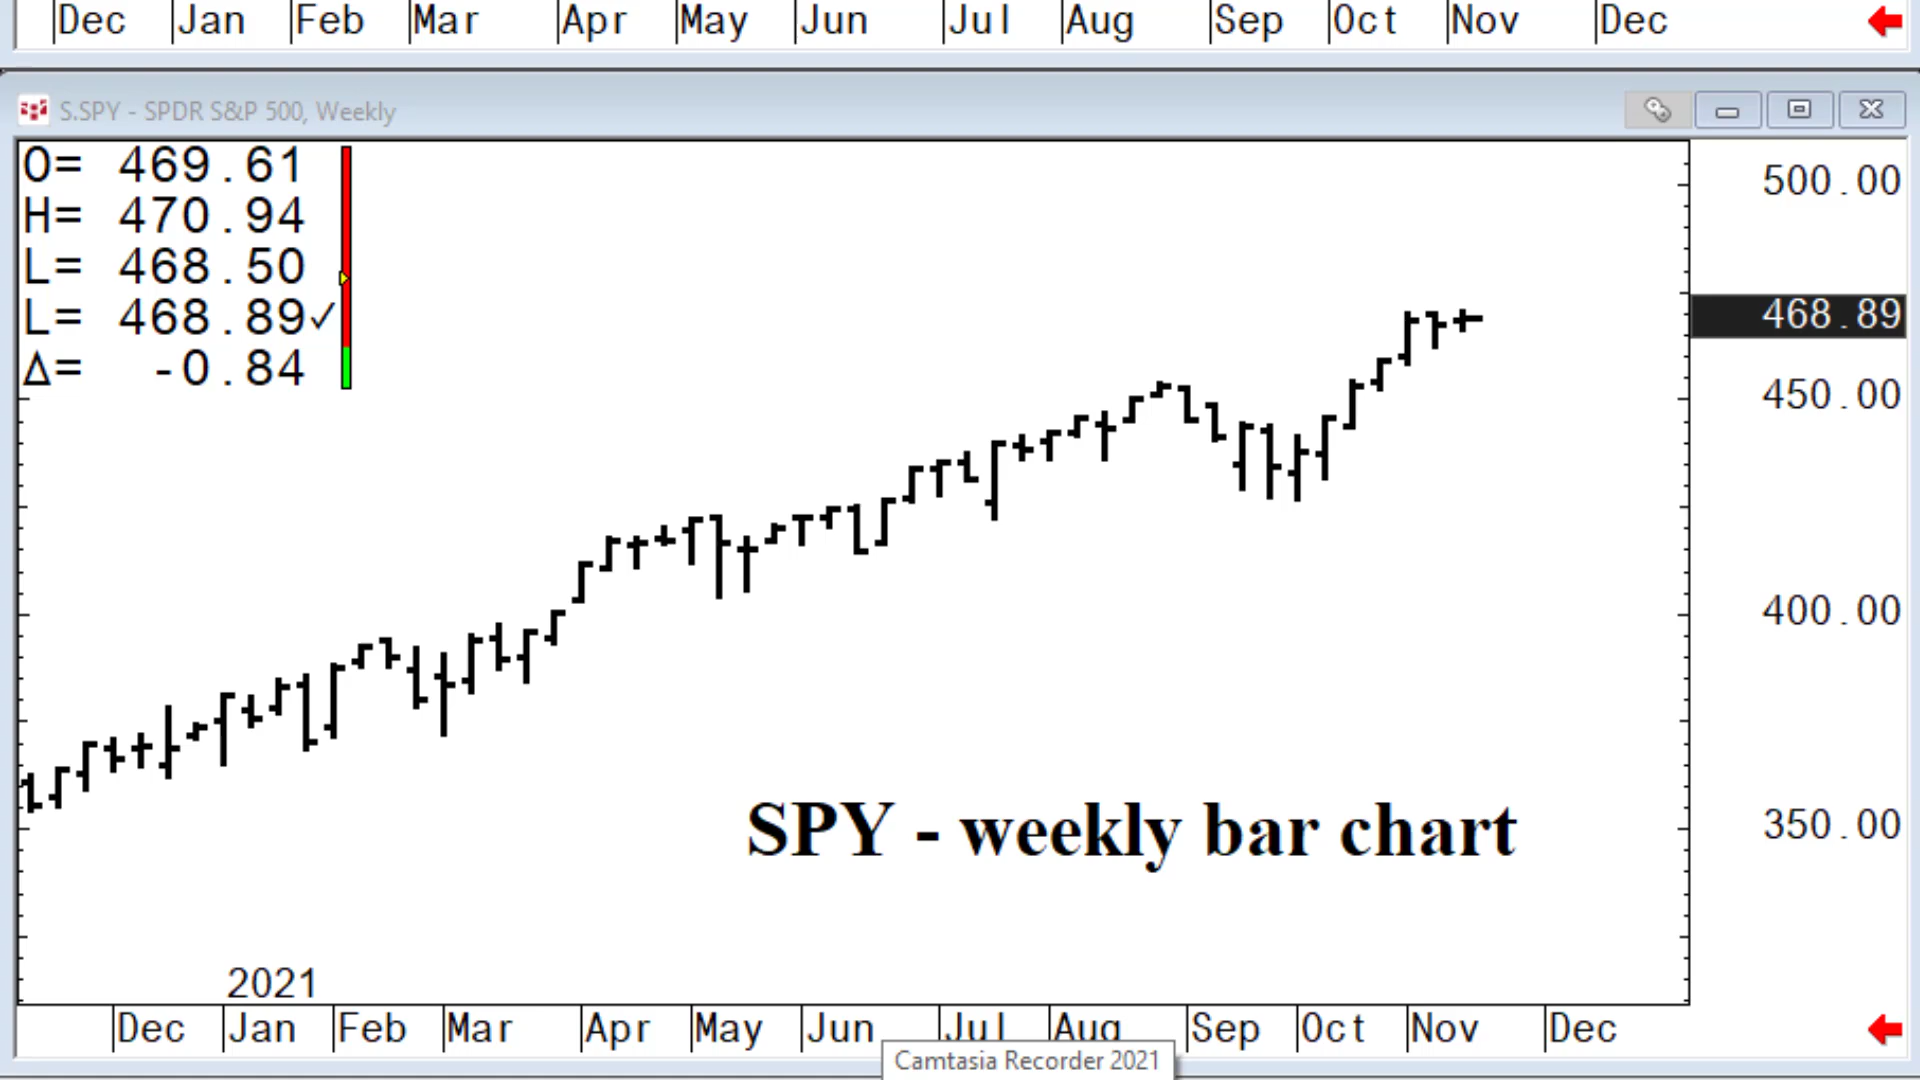 Dec Jan Feb Mar Apr May Jun Jul Aug Sep Oct Nov Dec
S.SPY - SPDR S&P 500, Weekly
O= 469.61
H= 470.94
L= 468.50
L= 468.89✓
Δ= -0.84
500.00
468.89
450.00
400.00
350.00
SPY - weekly bar chart
2021
Dec Jan Feb Mar Apr May Jun Jul Aug Sep Oct Nov Dec
Camtasia Recorder 2021